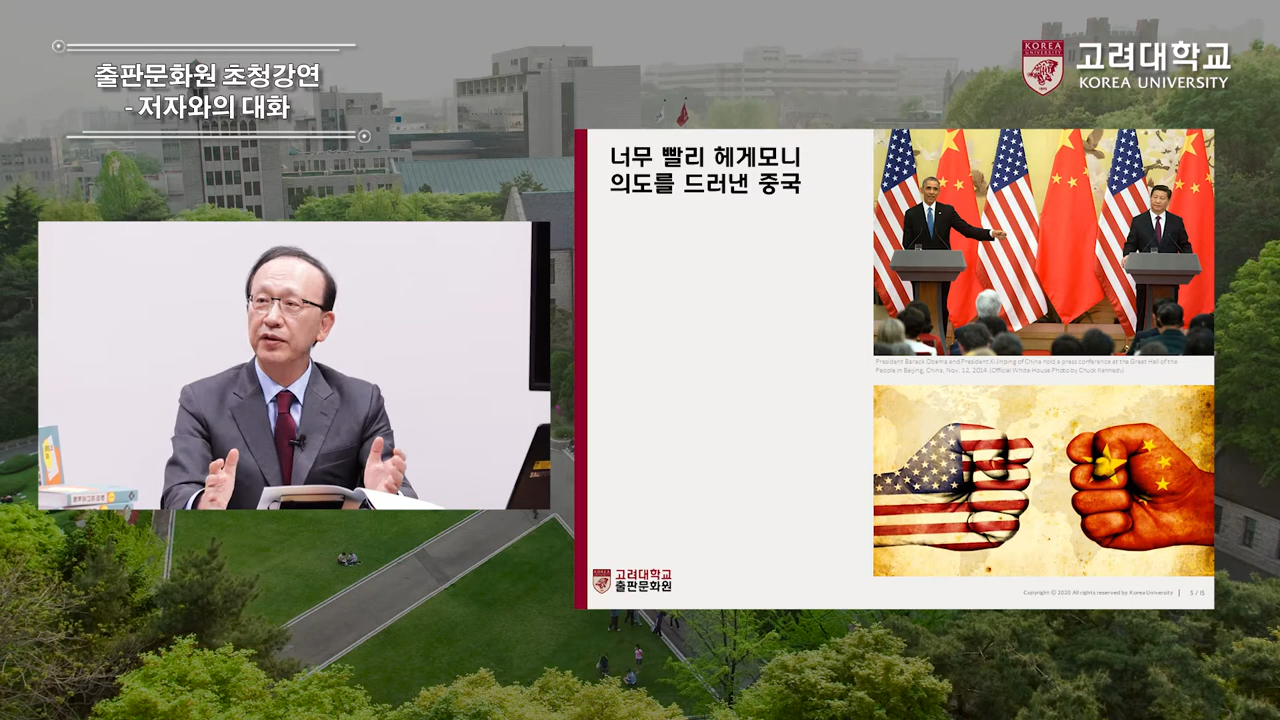 출판문화원 초청강연
- 저자와의 대화
KOREA
UNIVERSITY
고려대학교
KOREA UNIVERSITY
너무 빨리 헤게모니
의도를 드러낸 중국
President Barack Obama and President Xi Jinping of China hold a press conference at the Great Hall of the
People in Beijing, China, Nov. 12, 2014. (Official White House Photo by Chuck Kennedy)
고려대학교
출판문화원
Copyright ⓒ 2020 All rights reserved by Korea University | 5 / 15